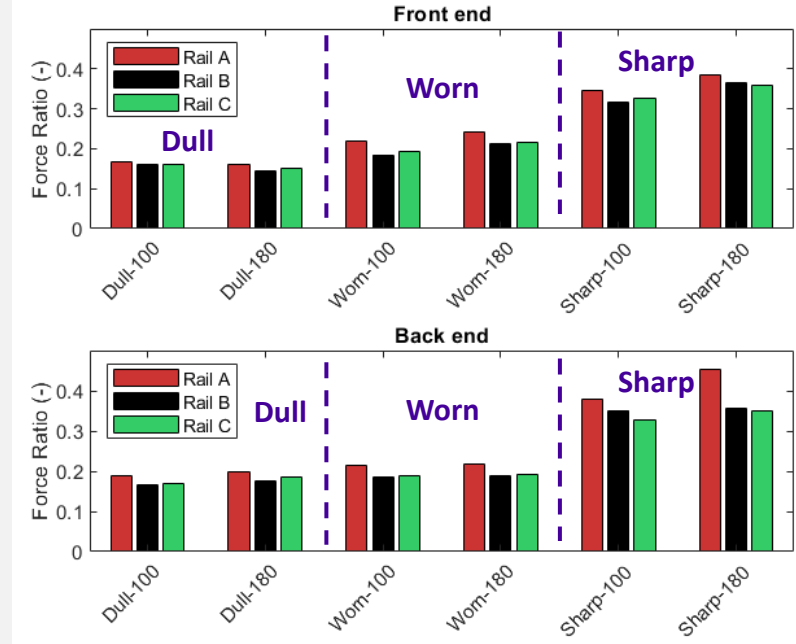 Front end
Force Ratio (-)
0.4
0.3
0.2
0.1
0
Rail A
Rail B
Rail C
Dull
Worn
Sharp
Dull-100
Dull-180
Worn-100
Worn-180
Sharp-100
Sharp-180
Back end
Force Ratio (-)
0.4
0.3
0.2
0.1
0
Rail A
Rail B
Rail C
Dull
Worn
Sharp
Dull-100
Dull-180
Worn-100
Worn-180
Sharp-100
Sharp-180